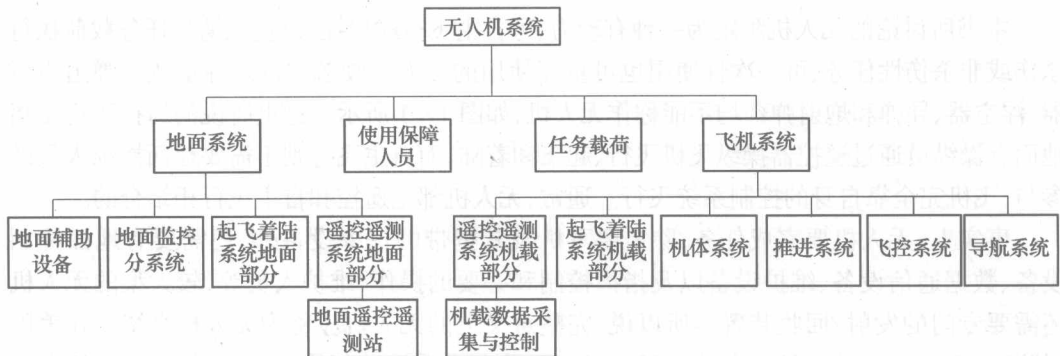 无人机系统
地面系统
使用保障
人员
任务载荷
飞机系统
地面辅助
设备
地面监控
分系统
起飞着陆
系统地面
部分
遥控遥测
系统地面
部分
遥控遥测
系统机载
部分
起飞着陆
系统机载
部分
机体系统
推进系统
飞控系统
导航系统
地面遥控遥
测站
机载数据采
集与控制